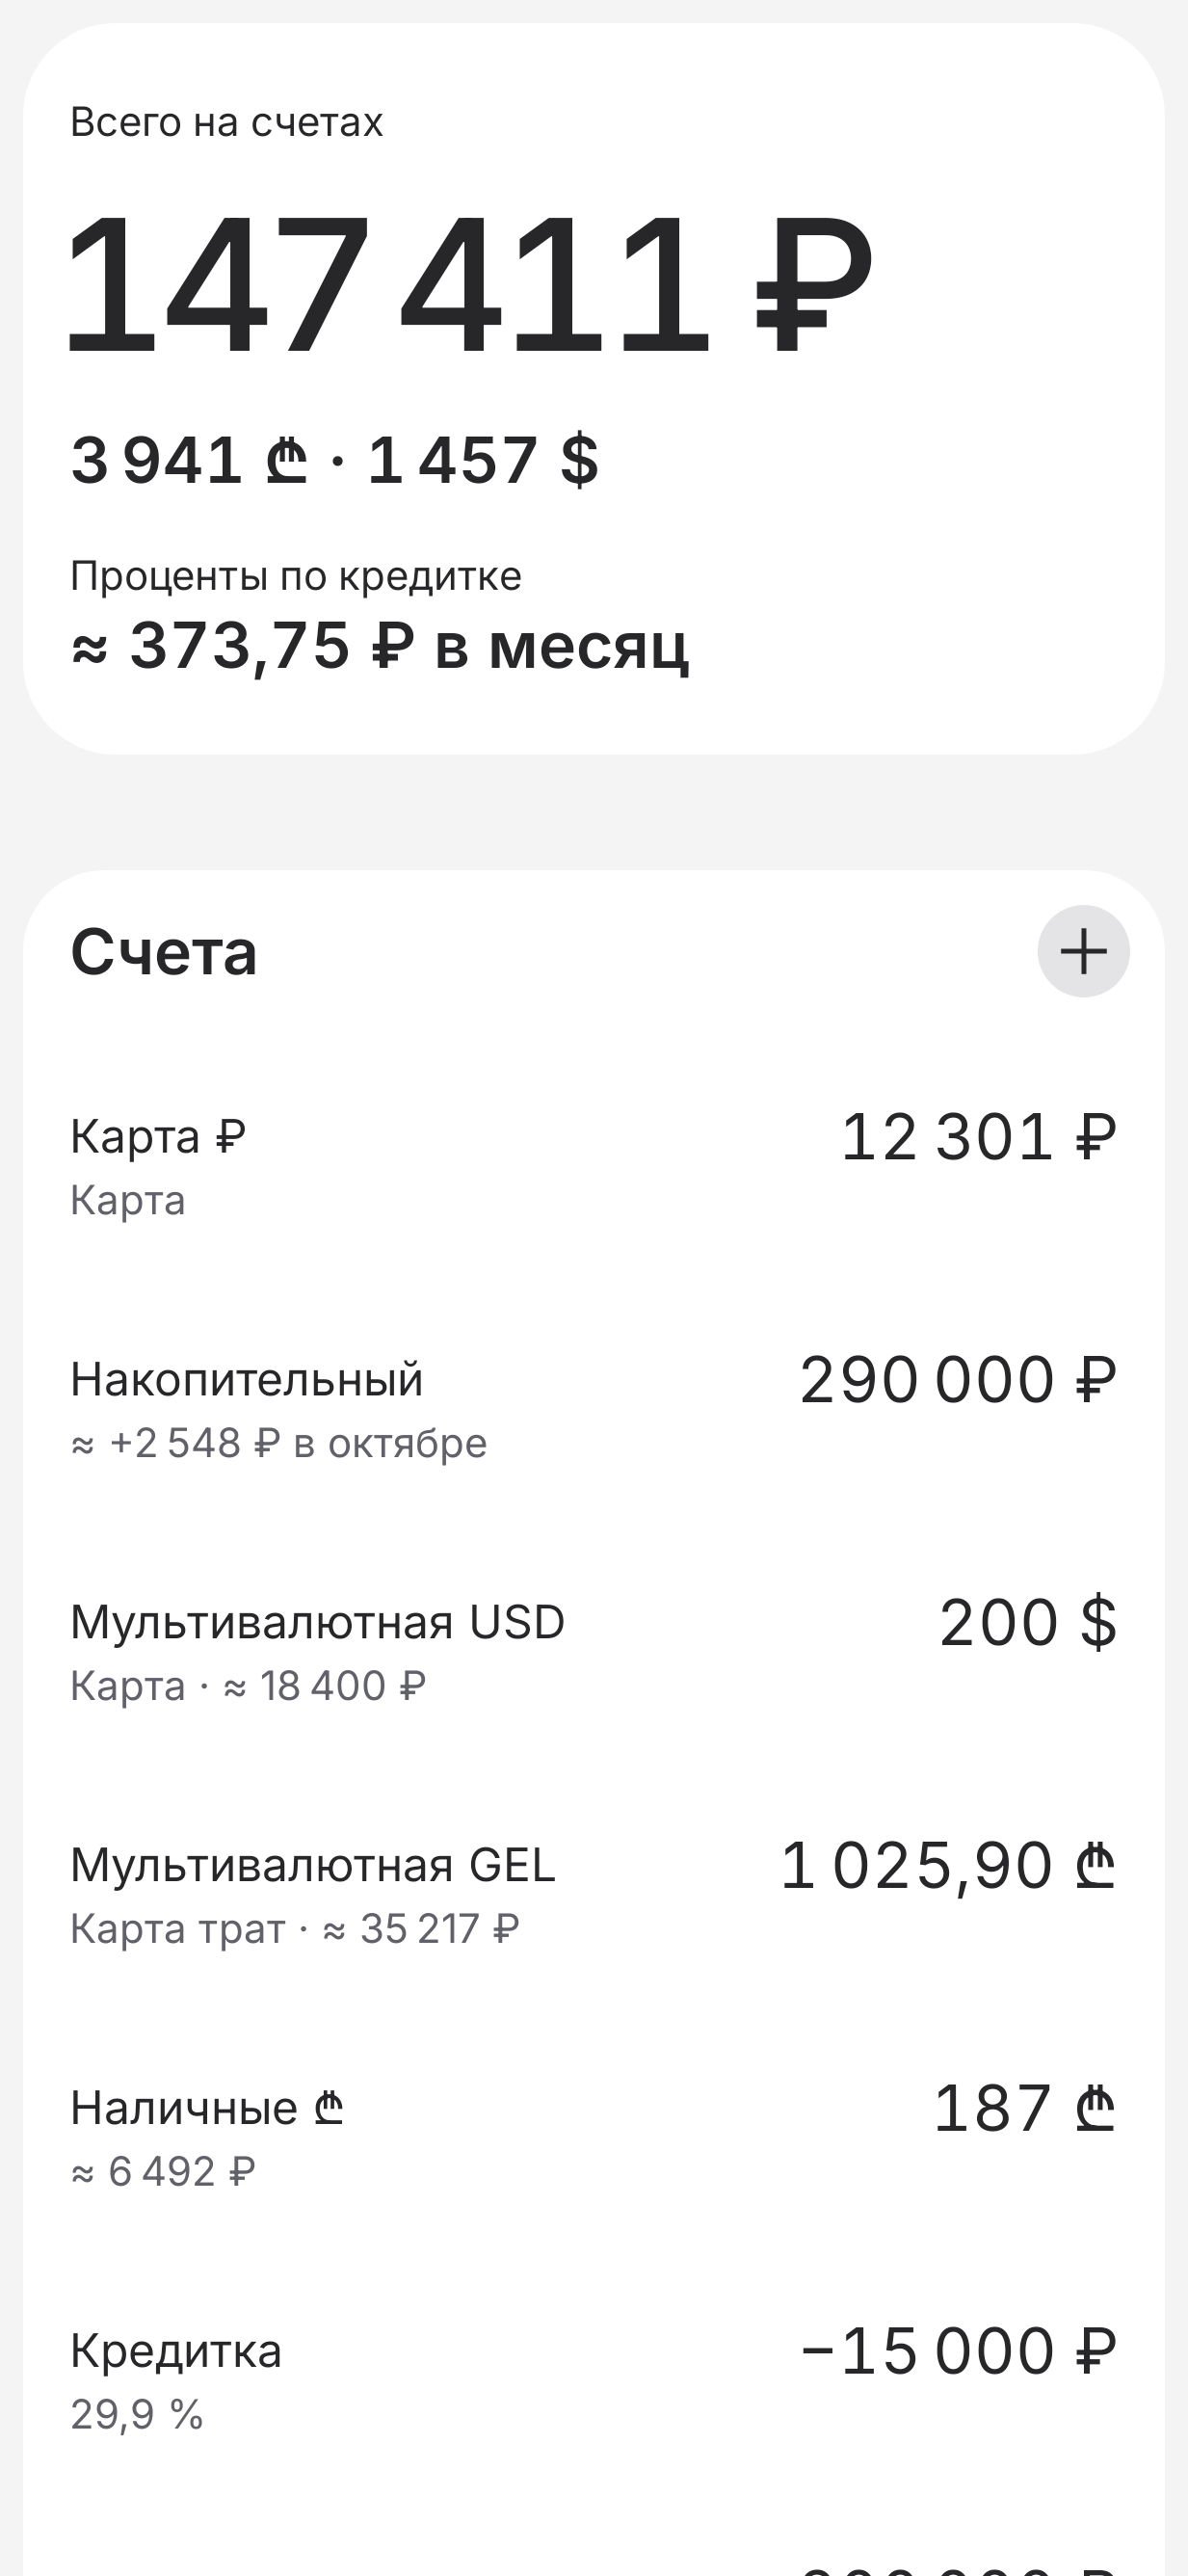 Всего на счетах
147 411 ₽
3 941 ₾ · 1 457 $
Проценты по кредитке
≈ 373,75 ₽ в месяц
Счета
Карта ₽
12 301 ₽
Карта
Накопительный
290 000 ₽
≈ +2 548 ₽ в октябре
Мультивалютная USD
200 $
Карта · ≈ 18 400 ₽
Мультивалютная GEL
1 025,90 ₾
Карта трат · ≈ 35 217 ₽
Наличные ₾
187 ₾
≈ 6 492 ₽
Кредитка
−15 000 ₽
29,9 %